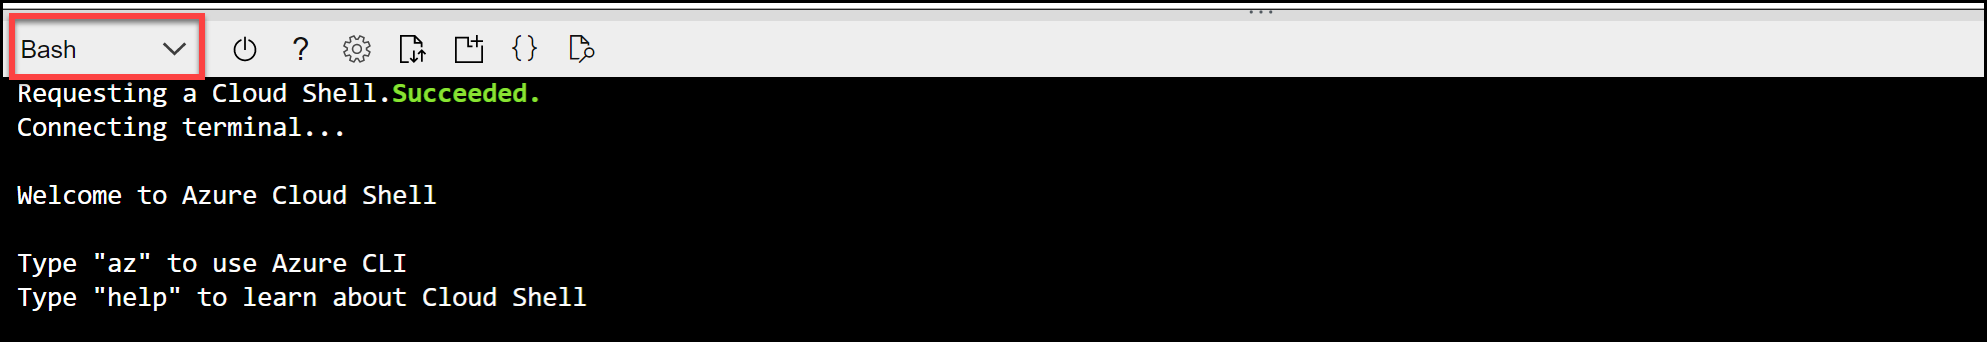 Bash
Requesting a Cloud Shell.Succeeded.
Connecting terminal...
Welcome to Azure Cloud Shell
Type "az" to use Azure CLI
Type "help" to learn about Cloud Shell